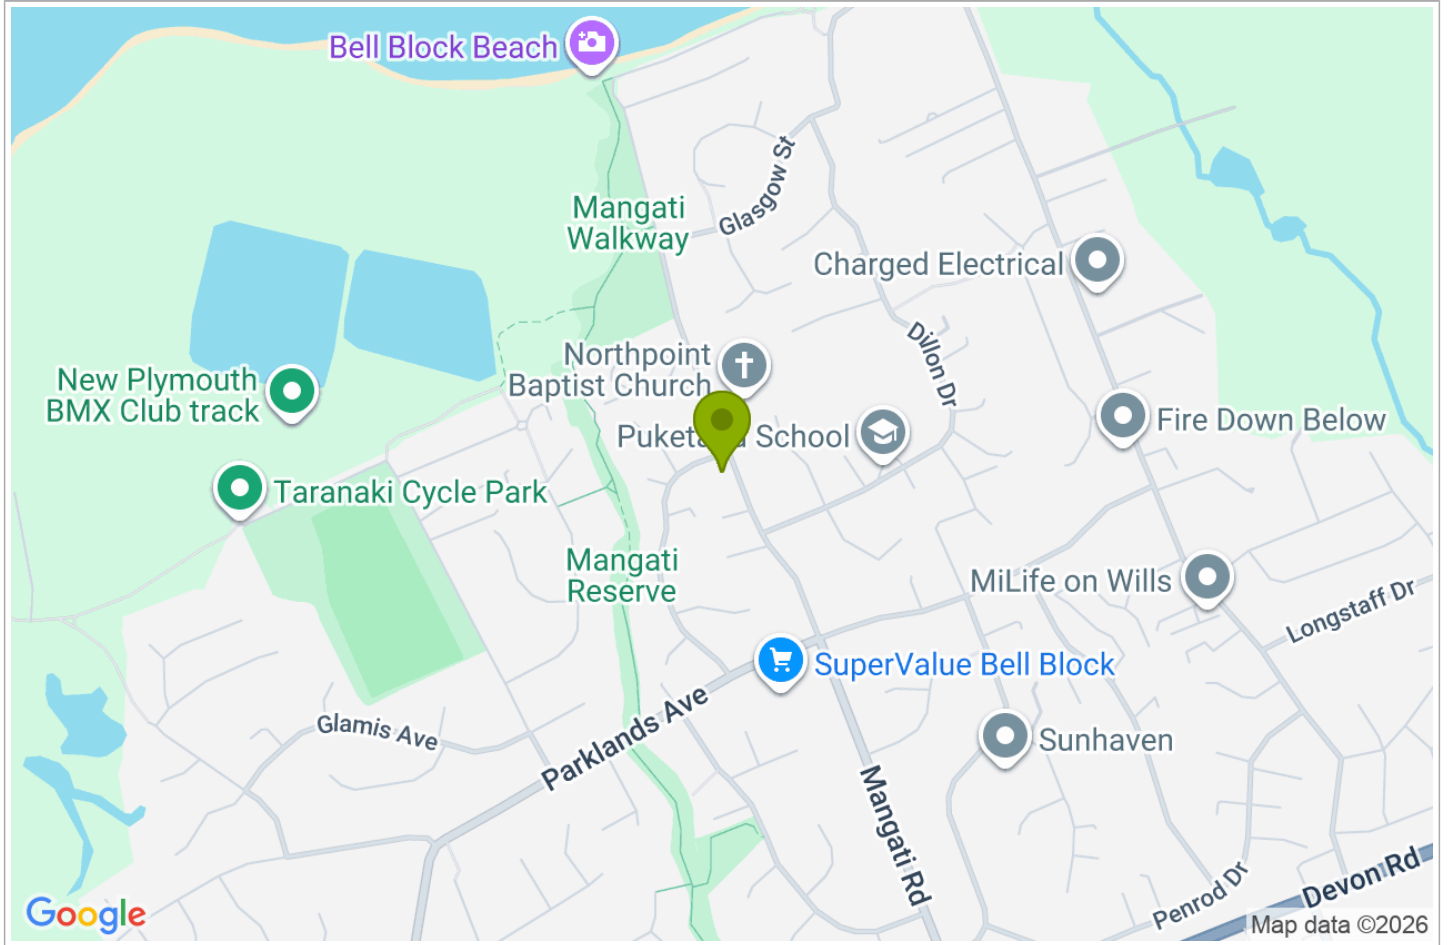 Bell Block Beach
Glasgow St
Mangati
Walkway
Charged Electrical
Dillon Dr
Northpoint
Baptist Church
New Plymouth
BMX Club track
Fire Down Below
School
Taranaki Cycle Park
Mangati
Reserve
MiLife on Wills
Longstaff Dr
SuperValue Bell Block
Parklands Ave
Glamis Ave
Sunhaven
Mangati Rd
Devon Rd
Penrod Dr
Google
Map data ©2026